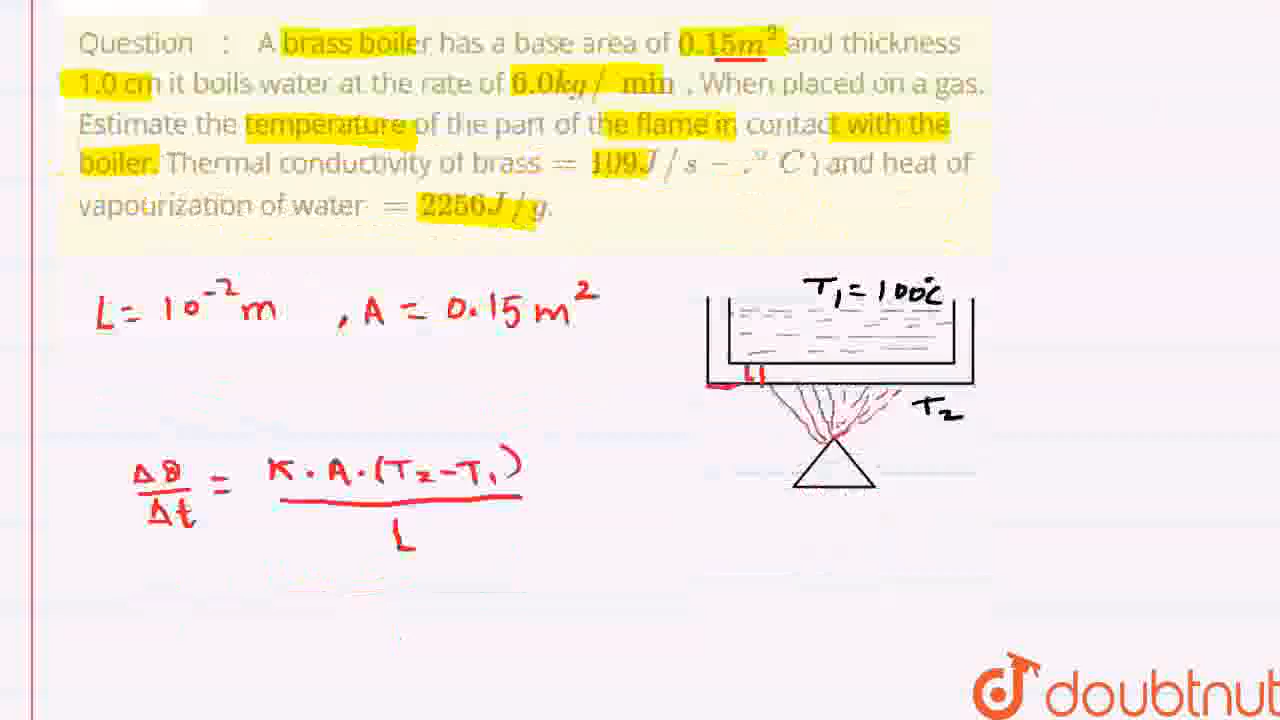 Question : A brass boiler has a base area of 0.15m² and thickness
1.0 cm it boils water at the rate of 6.0kg/ min . When placed on a gas.
Estimate the temperature of the part of the flame in contact with the
boiler. Thermal conductivity of brass = 109J/s − .° C ) and heat of
vapourization of water = 2256J/g.
T₁ = 100°C
L = 10⁻² m , A = 0.15 m²
T₂
Δθ/Δt = K · A · (T₂ − T₁) / L
doubtnut